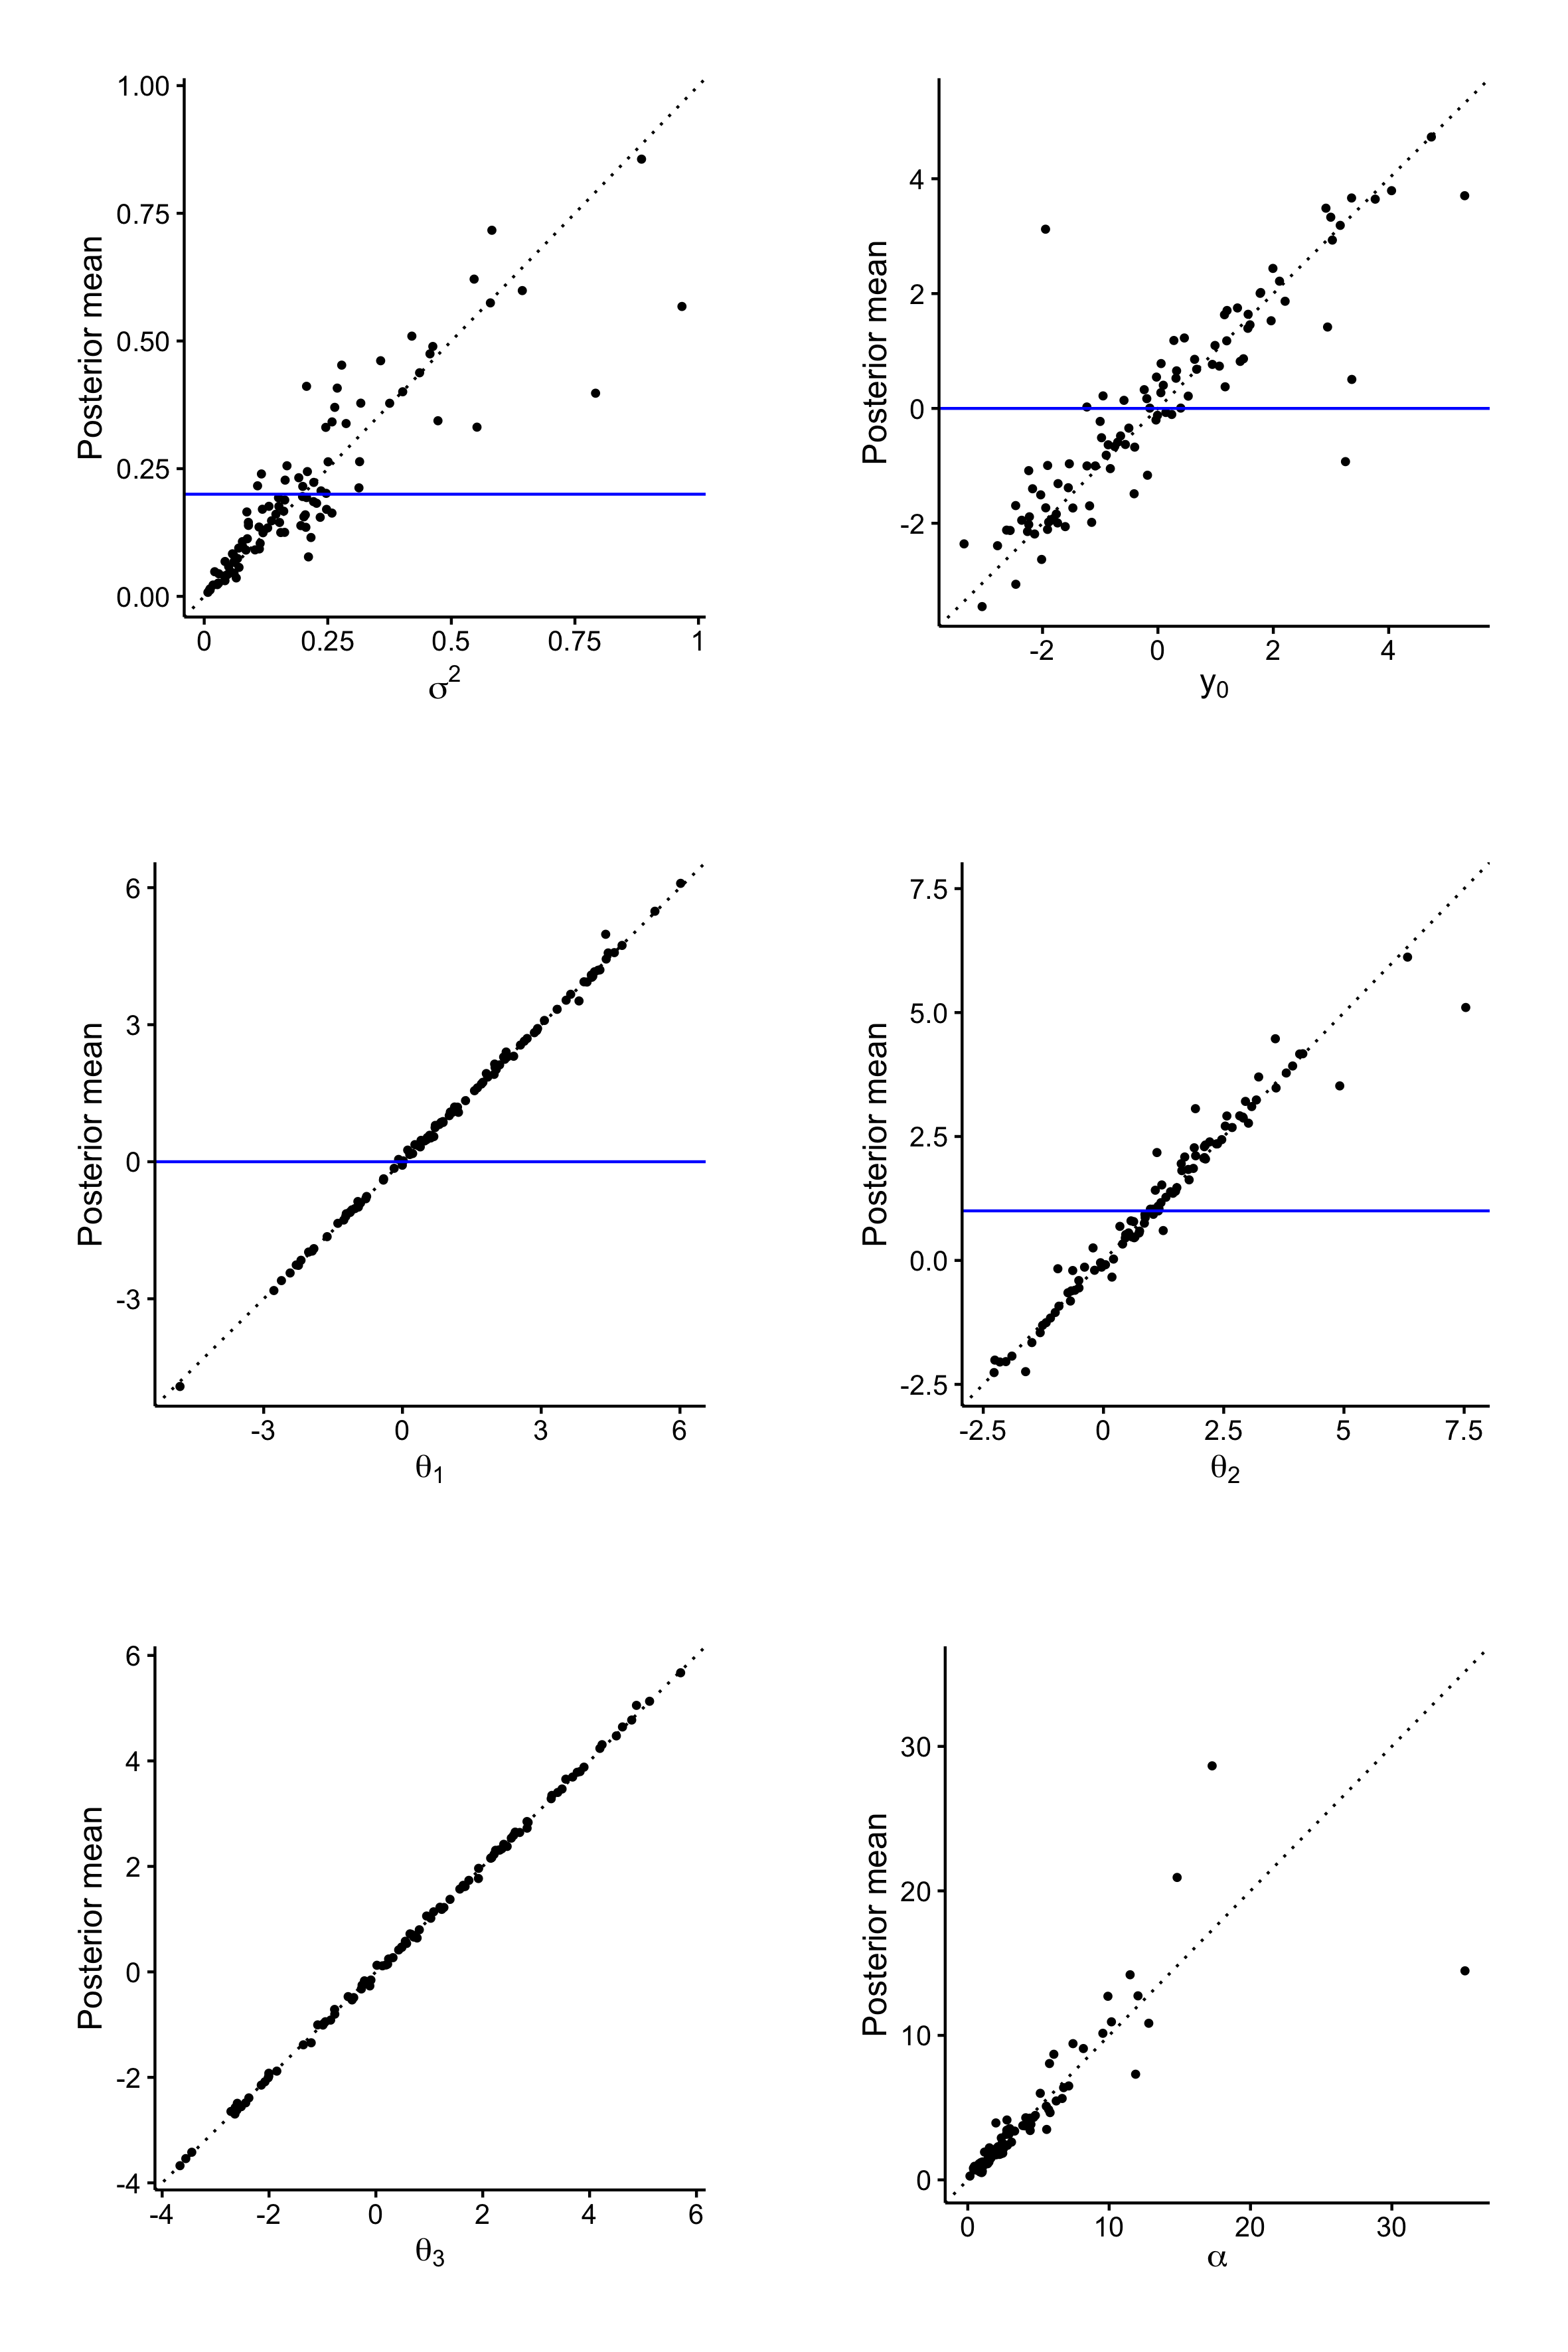 1.00
0.75
0.50
0.25
0.00
Posterior mean
0 0.25 0.5 0.75 1
σ²
4
2
0
-2
Posterior mean
-2 0 2 4
y₀
6
3
0
-3
Posterior mean
-3 0 3 6
θ₁
7.5
5.0
2.5
0.0
-2.5
Posterior mean
-2.5 0 2.5 5 7.5
θ₂
6
4
2
0
-2
-4
Posterior mean
-4 -2 0 2 4 6
θ₃
30
20
10
0
Posterior mean
0 10 20 30
α